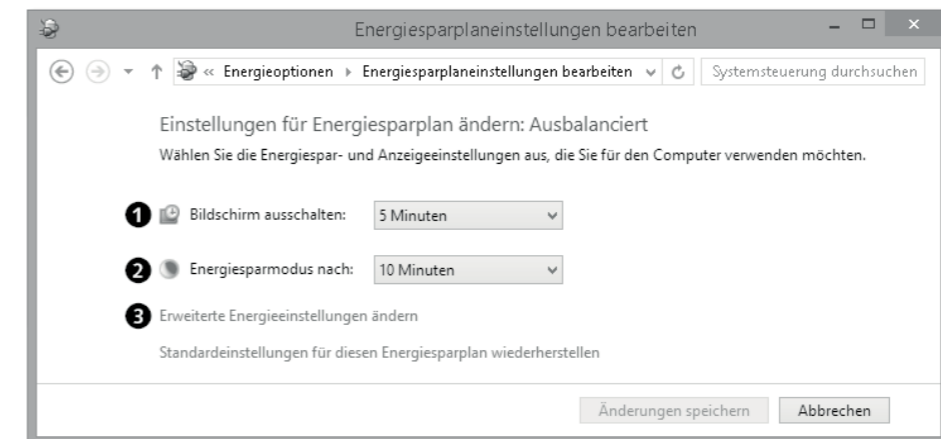 Energiesparplaneinstellungen bearbeiten
« Energieoptionen Energiesparplaneinstellungen bearbeiten Systemsteuerung durchsuchen
Einstellungen für Energiesparplan ändern: Ausbalanciert
Wählen Sie die Energiespar- und Anzeigeeinstellungen aus, die Sie für den Computer verwenden möchten.
1 Bildschirm ausschalten: 5 Minuten
2 Energiesparmodus nach: 10 Minuten
3 Erweiterte Energieeinstellungen ändern
Standardeinstellungen für diesen Energiesparplan wiederherstellen
Änderungen speichern Abbrechen